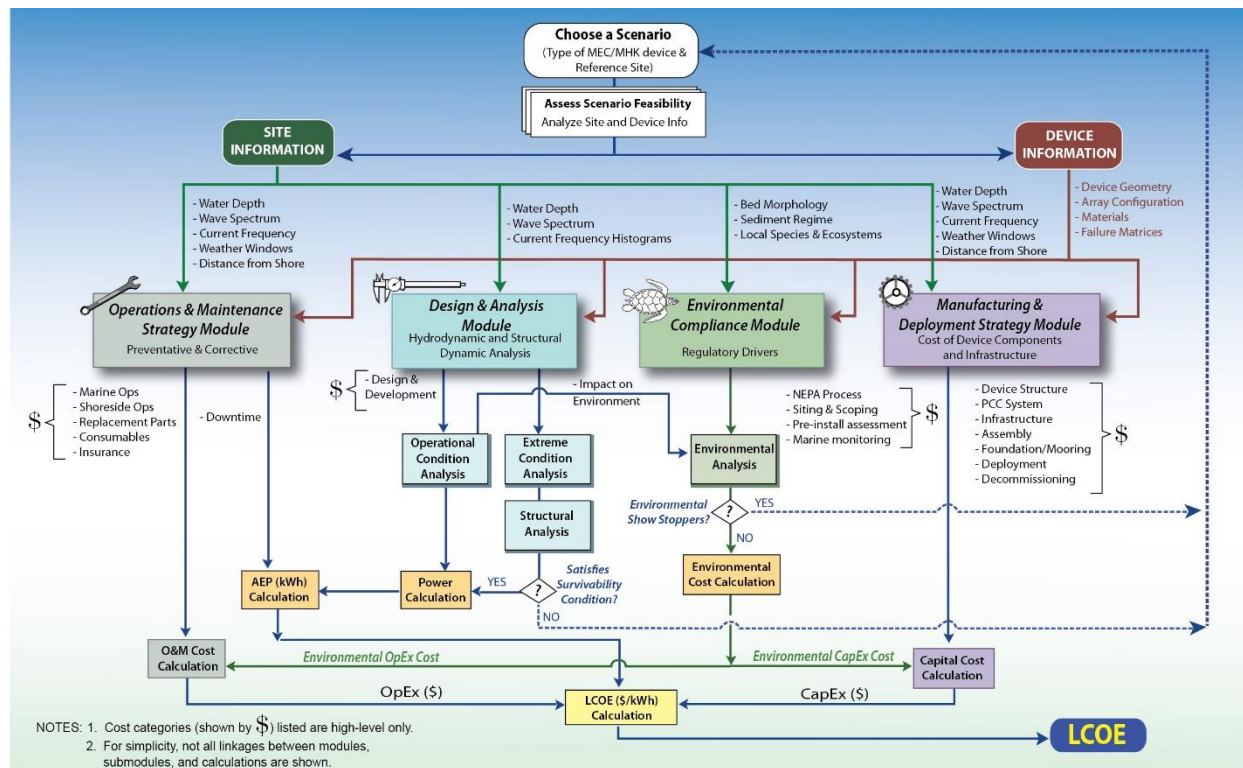 Choose a Scenario
(Type of MEC/MHK device &
Reference Site)
Assess Scenario Feasibility
Analyze Site and Device Info
SITE
INFORMATION
DEVICE
INFORMATION
- Water Depth
- Wave Spectrum
- Current Frequency
- Weather Windows
- Distance from Shore
- Water Depth
- Wave Spectrum
- Current Frequency Histograms
- Bed Morphology
- Sediment Regime
- Local Species & Ecosystems
- Water Depth
- Wave Spectrum
- Current Frequency
- Weather Windows
- Distance from Shore
- Device Geometry
- Array Configuration
- Materials
- Failure Matrices
Operations & Maintenance
Strategy Module
Preventative & Corrective
Design & Analysis
Module
Hydrodynamic and Structural
Dynamic Analysis
Environmental
Compliance Module
Regulatory Drivers
Manufacturing &
Deployment Strategy Module
Cost of Device Components
and Infrastructure
$
- Marine Ops
- Shoreside Ops
- Replacement Parts
- Consumables
- Insurance
- Downtime
$
- Design &
Development
- Impact on
Environment
- NEPA Process
- Siting & Scoping
- Pre-install assessment
- Marine monitoring
$
- Device Structure
- PCC System
- Infrastructure
- Assembly
- Foundation/Mooring
- Deployment
- Decommissioning
$
Operational
Condition
Analysis
Extreme
Condition
Analysis
Environmental
Analysis
Structural
Analysis
Environmental
Show Stoppers?
?
YES
NO
AEP (kWh)
Calculation
Power
Calculation
YES
?
Satisfies
Survivability
Condition?
NO
Environmental
Cost Calculation
O&M Cost
Calculation
Environmental OpEx Cost
Environmental CapEx Cost
Capital Cost
Calculation
OpEx ($)
LCOE ($/kWh)
Calculation
CapEx ($)
LCOE
NOTES: 1. Cost categories (shown by $) listed are high-level only.
2. For simplicity, not all linkages between modules,
submodules, and calculations are shown.